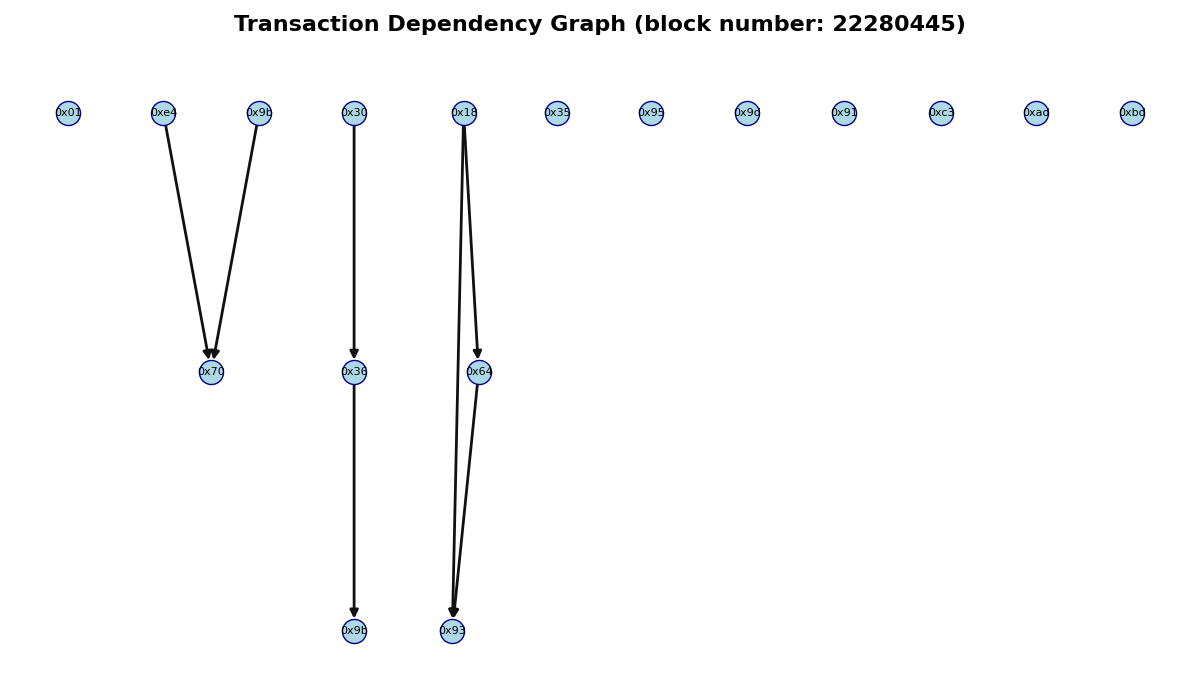 Transaction Dependency Graph (block number: 22280445)
0x01 0xe4 0x9b 0x30 0x18 0x35 0x95 0x9d 0x91 0xc3 0xad 0xbd
0x70 0x36 0x64
0x9b 0x93